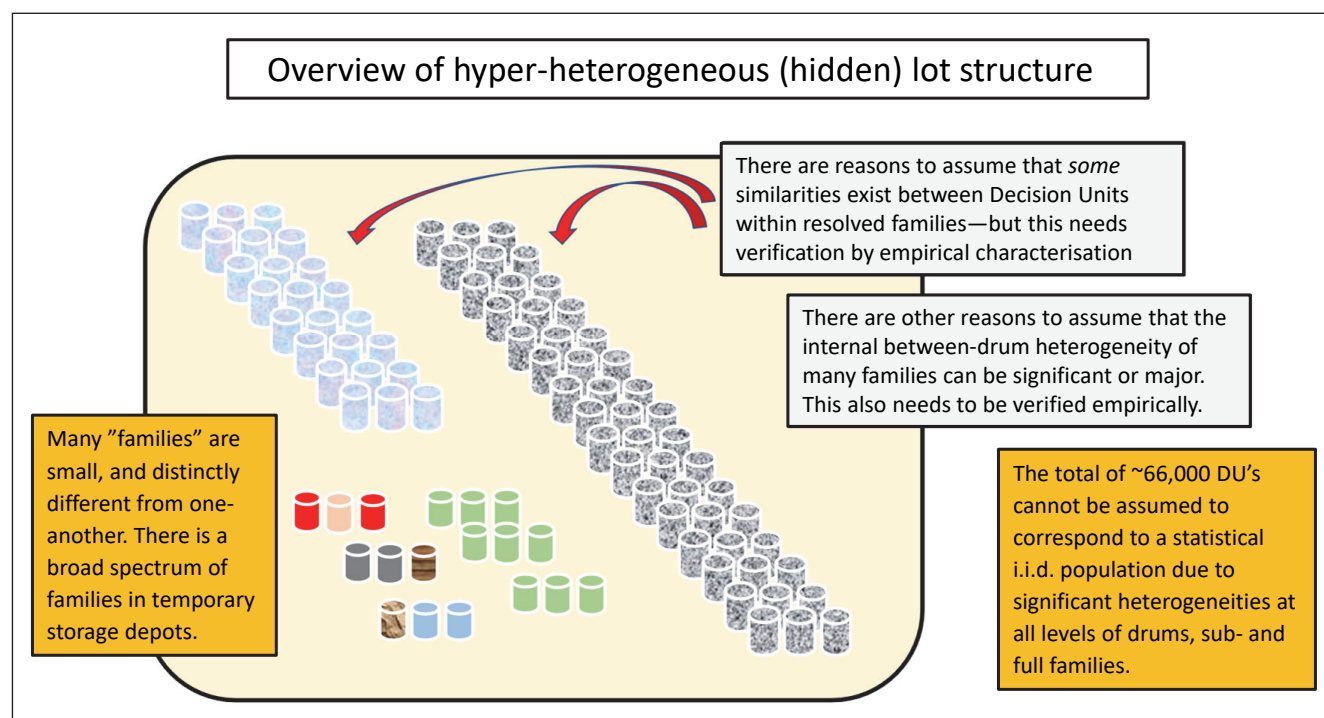 Overview of hyper-heterogeneous (hidden) lot structure
There are reasons to assume that some
similarities exist between Decision Units
within resolved families—but this needs
verification by empirical characterisation
There are other reasons to assume that the
internal between-drum heterogeneity of
many families can be significant or major.
This also needs to be verified empirically.
Many ”families” are
small, and distinctly
different from one-
another. There is a
broad spectrum of
families in temporary
storage depots.
The total of ~66,000 DU’s
cannot be assumed to
correspond to a statistical
i.i.d. population due to
significant heterogeneities at
all levels of drums, sub- and
full families.